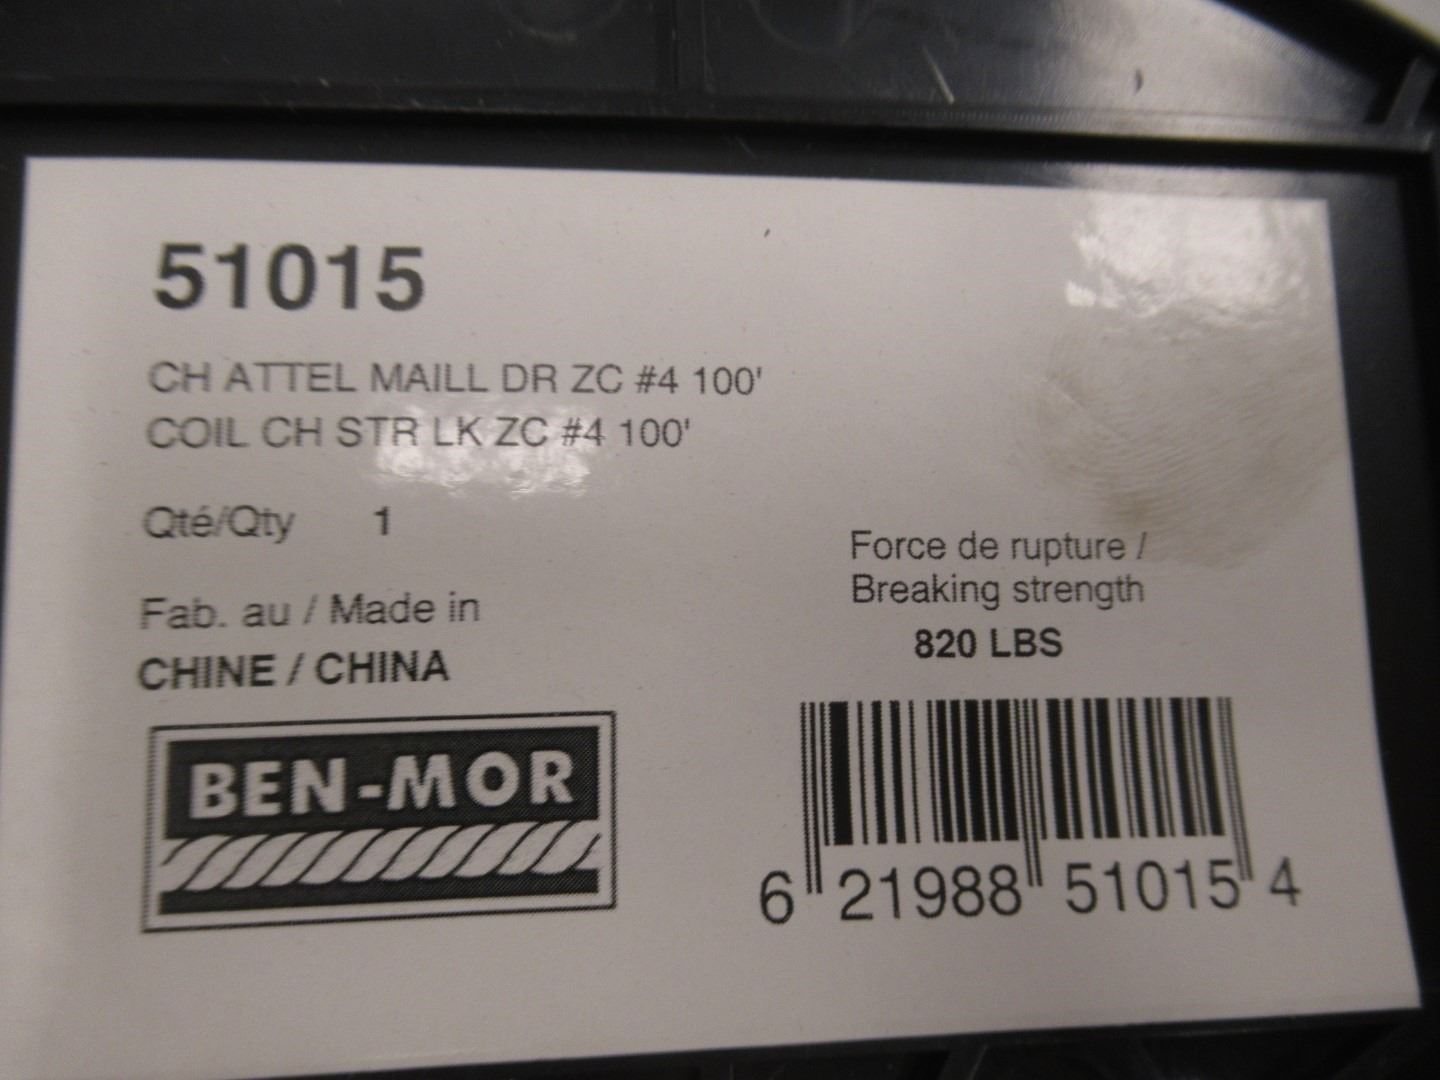 51015
CH ATTEL MAILL DR ZC #4 100'
COIL CH STR LK ZC #4 100'
Qté/Qty 1
Fab. au / Made in
CHINE / CHINA
Force de rupture /
Breaking strength
820 LBS
BEN-MOR
6 21988 51015 4